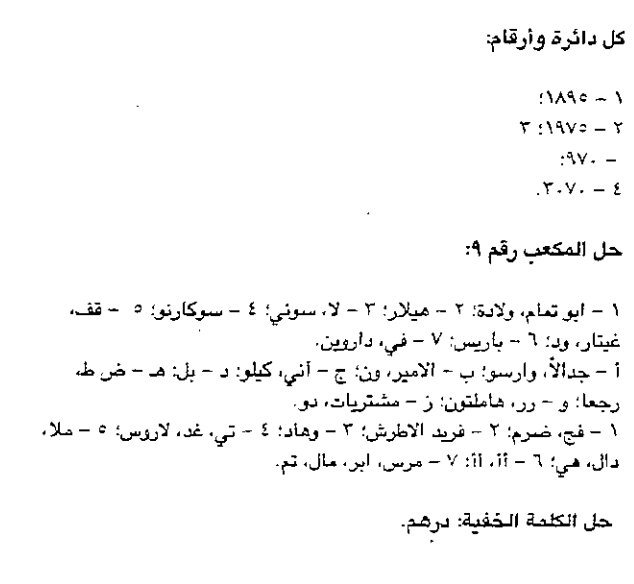 كل دائرة وأرقام:
١ – ١٨٩٥؛
٢ – ١٩٧٥؛ ٣
– ٩٧٠:
٤ – ٣٠٧٠.
حل المكعب رقم ٩:
١ – ابو تمام، ولادة: ٢ – هيلار: ٣ – لا، سوني؛ ٤ – سوكارنو؛ ٥ – قف،
غيتار، ود؛ ٦ – باريس: ٧ – في، داروين.
أ – جدالاً، وارسو؛ ب – الامير، ون؛ ج – أني، كيلو: د – بل: هـ – ض ط،
رجعا؛ و – رر، هاملتون: ز – مشتريات، دو.
١ – فج، ضرم؛ ٢ – فريد الاطرش؛ ٣ – وهاد؛ ٤ – تي، غد، لاروس؛ ٥ – ملا،
دال، هي؛ ٦ – أأ، أأ؛ ٧ – مرس، ابر، مال، تم.
حل الكلمة الخفية: درهم.